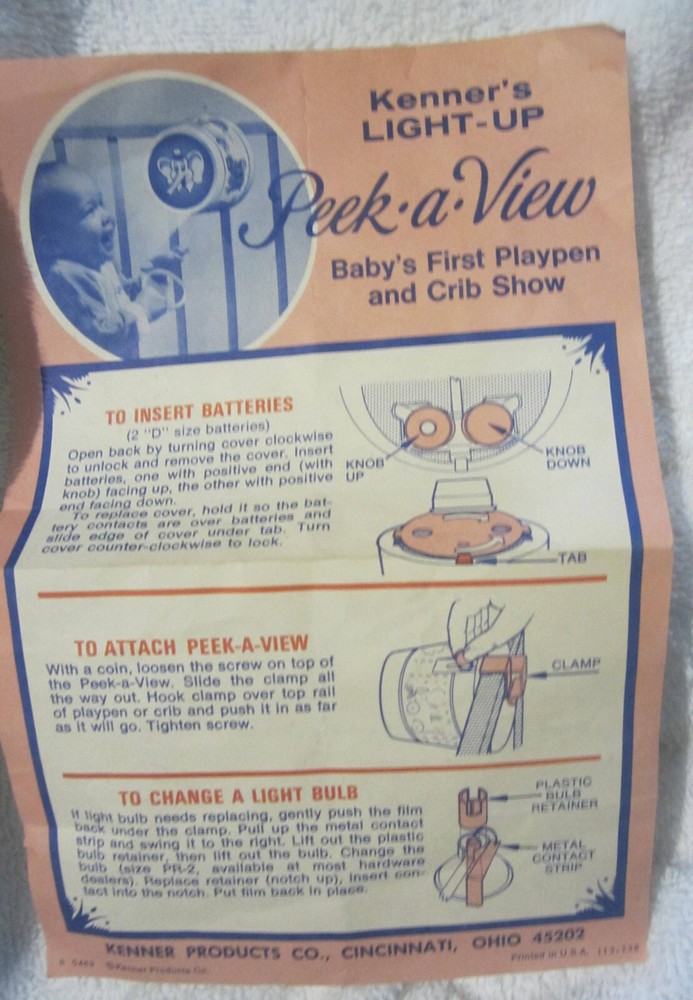 Kenner's
LIGHT-UP
Peek·a·View
Baby's First Playpen
and Crib Show
TO INSERT BATTERIES
(2 "D" size batteries)
Open back by turning cover clockwise
to unlock and remove the cover. Insert
batteries, one with positive end (with
knob) facing up, the other with positive
end facing down.
To replace cover, hold it so the bat-
tery contacts are over batteries and
slide edge of cover under tab. Turn
cover counter-clockwise to lock.
KNOB
UP
KNOB
DOWN
TAB
TO ATTACH PEEK-A-VIEW
With a coin, loosen the screw on top of
the Peek-a-View. Slide the clamp all
the way out. Hook clamp over top rail
of playpen or crib and push it in as far
as it will go. Tighten screw.
CLAMP
TO CHANGE A LIGHT BULB
If light bulb needs replacing, gently push the film
back under the clamp. Pull up the metal contact
strip and swing it to the right. Lift out the plastic
bulb retainer, then lift out the bulb. Change the
bulb (size PR-2, available at most hardware
dealers). Replace retainer (notch up), insert con-
tact into the notch. Put film back in place.
PLASTIC
BULB
RETAINER
METAL
CONTACT
STRIP
KENNER PRODUCTS CO., CINCINNATI, OHIO 45202
©Kenner Products Co.
Printed in U.S.A.